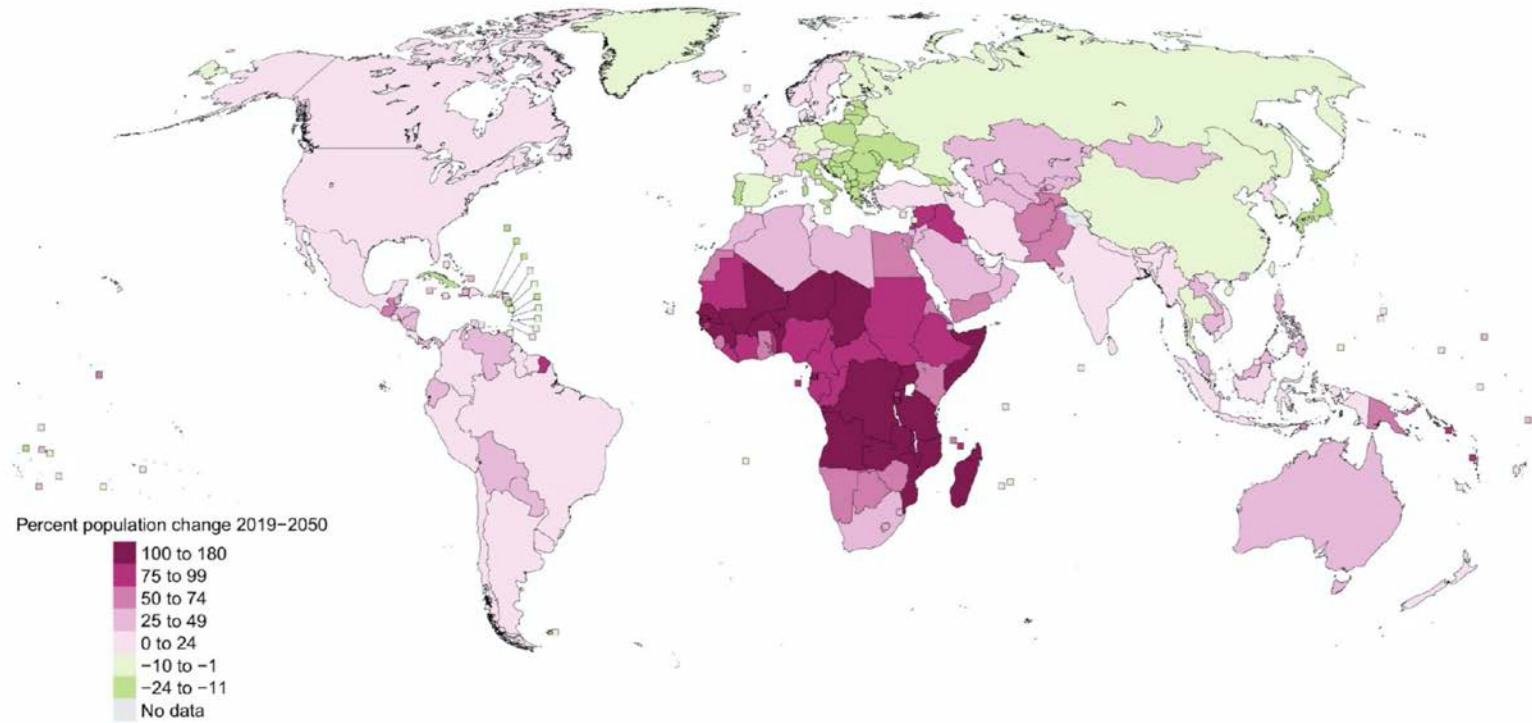 Percent population change 2019−2050
100 to 180
75 to 99
50 to 74
25 to 49
0 to 24
−10 to −1
−24 to −11
No data